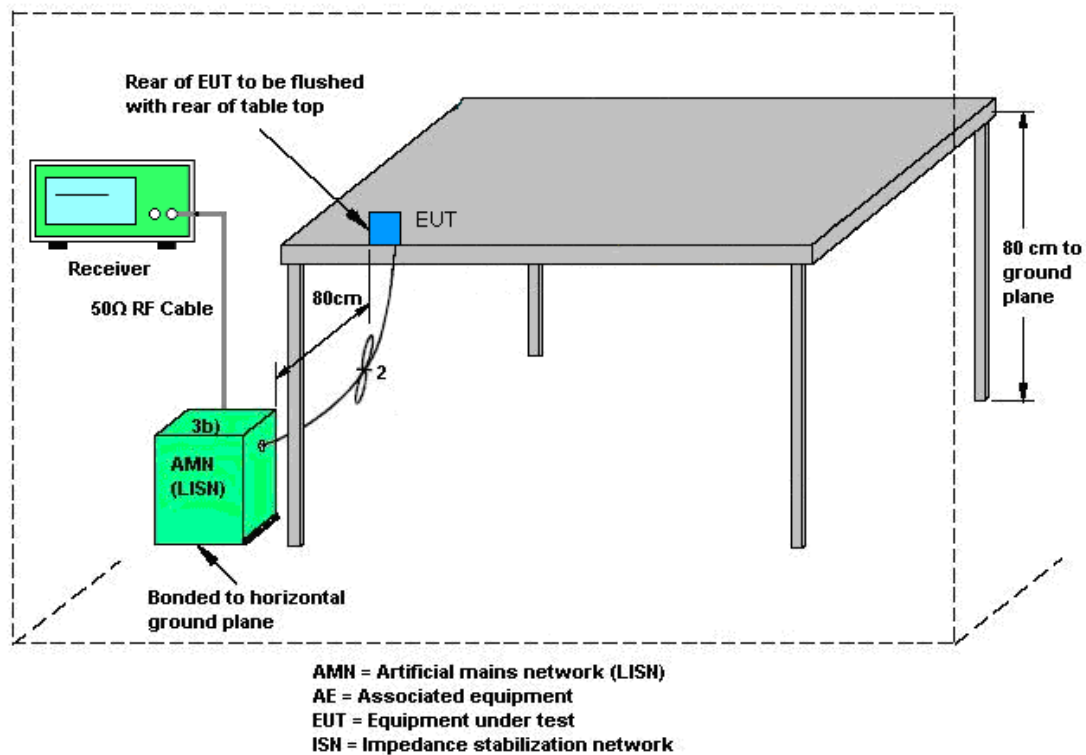 Rear of EUT to be flushed
with rear of table top
EUT
Receiver
80cm
80 cm to
ground
plane
50Ω RF Cable
2
3b)
AMN
(LISN)
Bonded to horizontal
ground plane
AMN = Artificial mains network (LISN)
AE = Associated equipment
EUT = Equipment under test
ISN = Impedance stabilization network